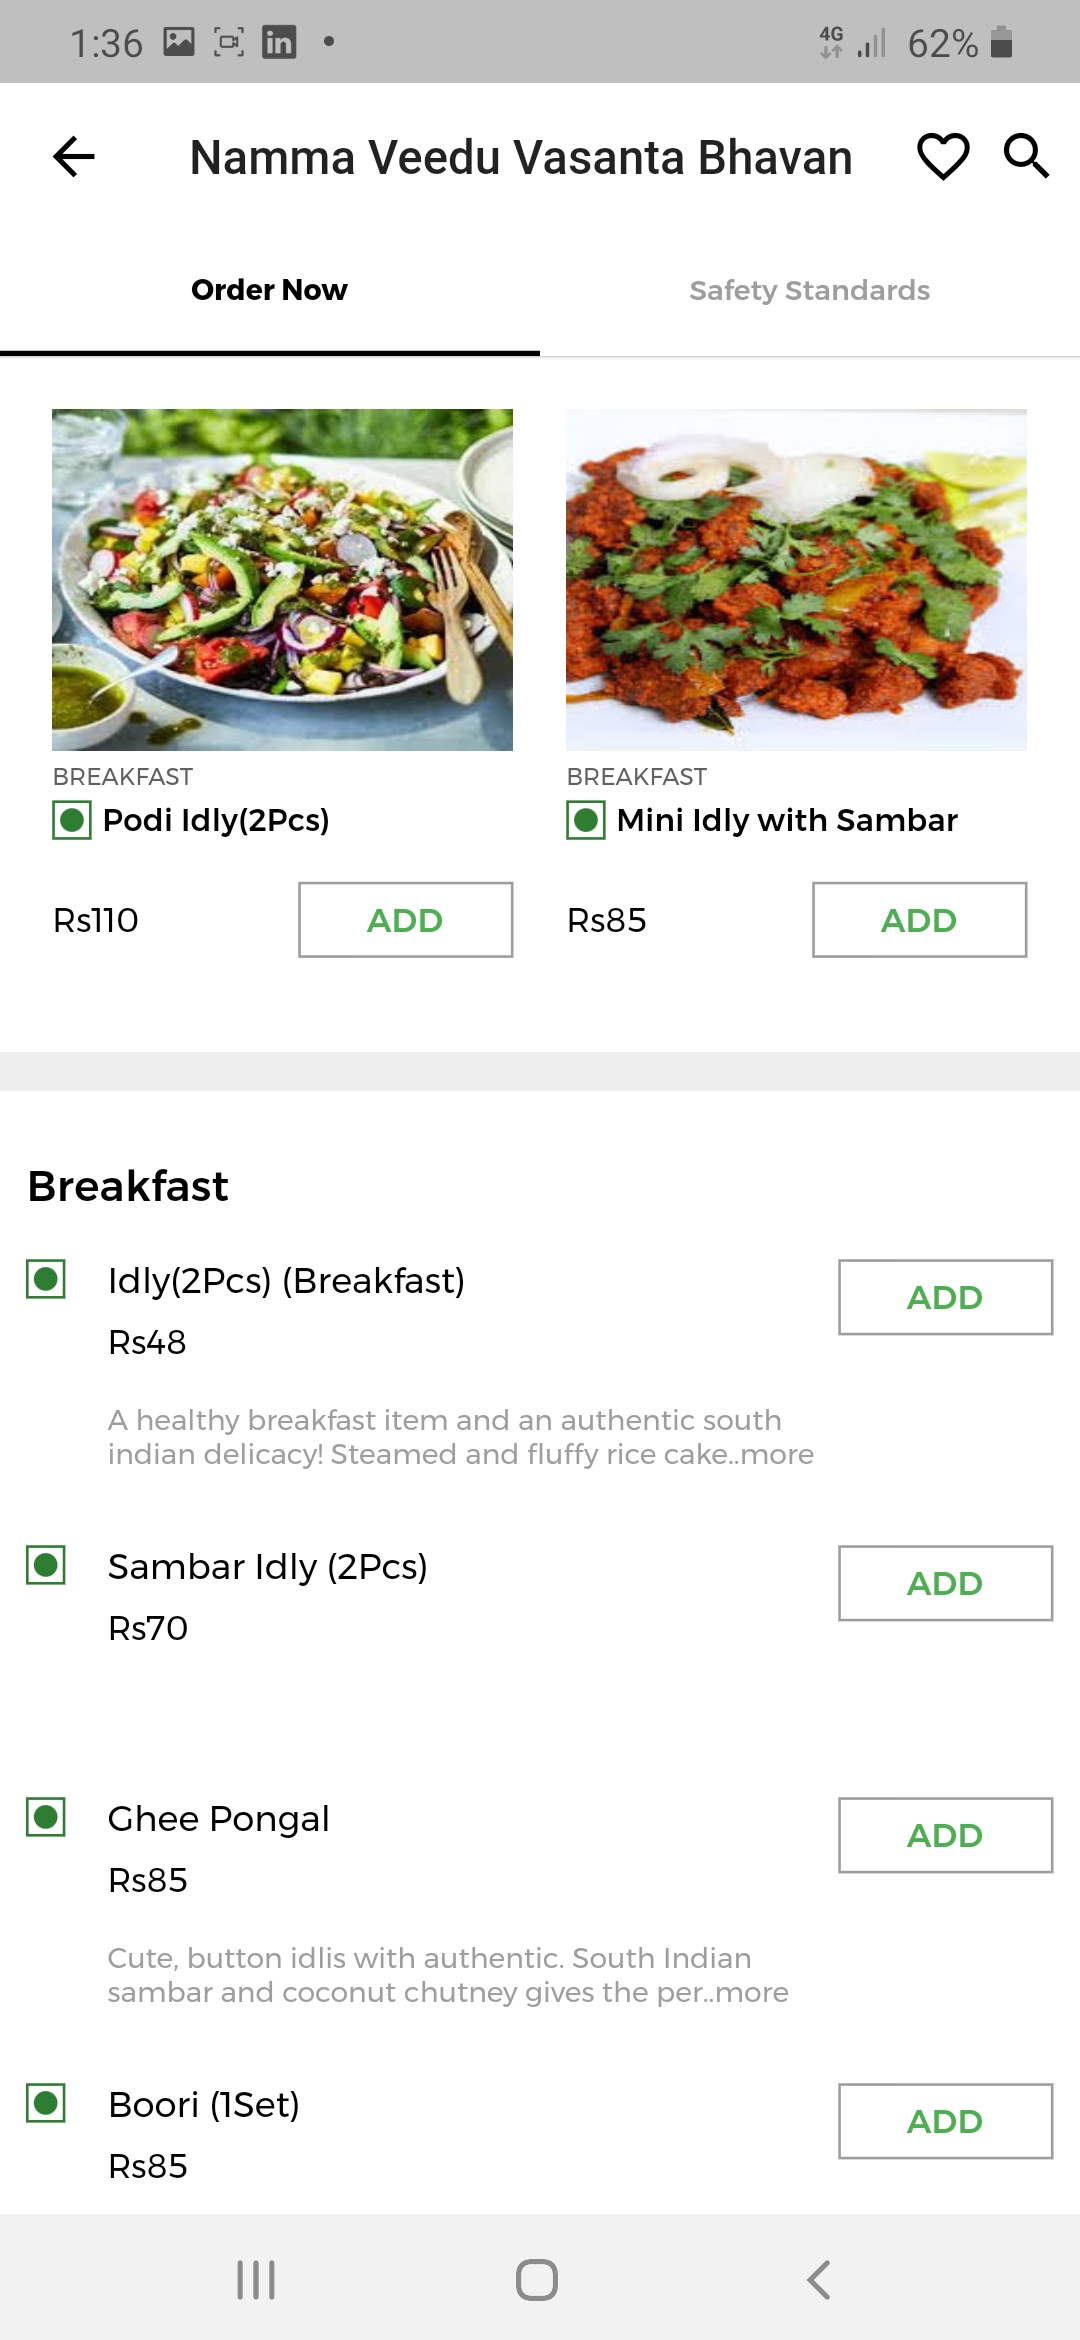 1:36
in
4G
62%
Namma Veedu Vasanta Bhavan
Order Now
Safety Standards
BREAKFAST
Podi Idly(2Pcs)
Rs110
ADD
BREAKFAST
Mini Idly with Sambar
Rs85
ADD
Breakfast
Idly(2Pcs) (Breakfast)
ADD
Rs48
A healthy breakfast item and an authentic south
indian delicacy! Steamed and fluffy rice cake..more
Sambar Idly (2Pcs)
ADD
Rs70
Ghee Pongal
ADD
Rs85
Cute, button idlis with authentic. South Indian
sambar and coconut chutney gives the per..more
Boori (1Set)
ADD
Rs85